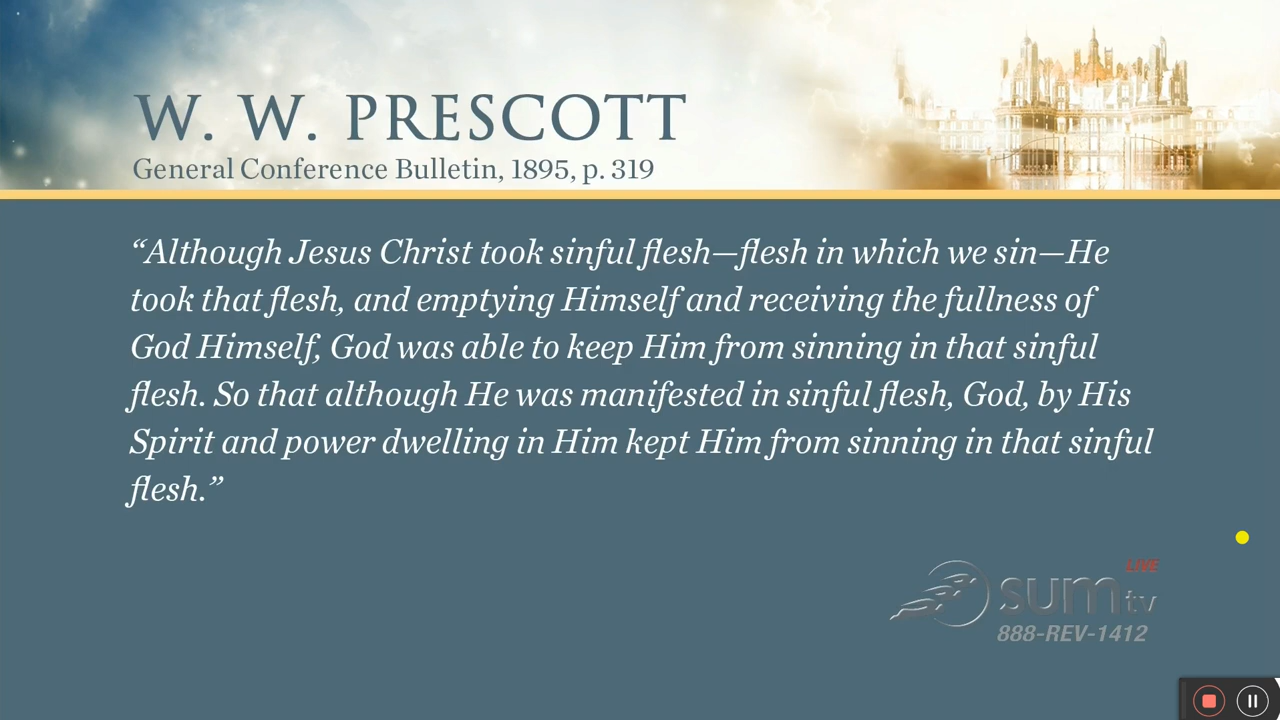 W. W. PRESCOTT
General Conference Bulletin, 1895, p. 319
“Although Jesus Christ took sinful flesh—flesh in which we sin—He
took that flesh, and emptying Himself and receiving the fullness of
God Himself, God was able to keep Him from sinning in that sinful
flesh. So that although He was manifested in sinful flesh, God, by His
Spirit and power dwelling in Him kept Him from sinning in that sinful
flesh.”
LIVE
sumtv
888-REV-1412